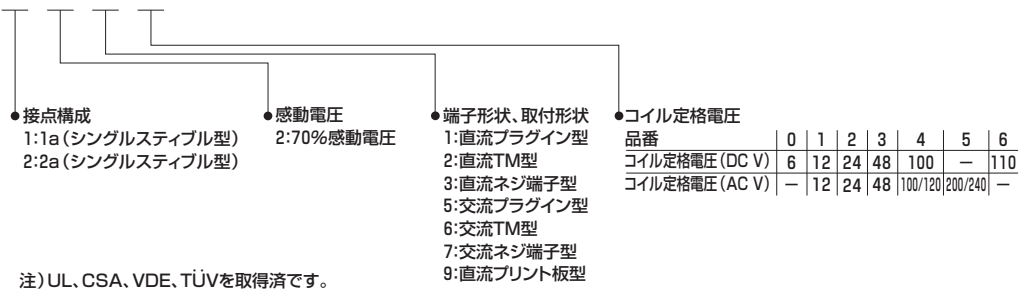 ●接点構成
1:1a(シングルスティブル型)
2:2a(シングルスティブル型)
●感動電圧
2:70%感動電圧
●端子形状、取付形状
1:直流プラグイン型
2:直流TM型
3:直流ネジ端子型
5:交流プラグイン型
6:交流TM型
7:交流ネジ端子型
9:直流プリント板型
●コイル定格電圧
品番 0 1 2 3 4 5 6
コイル定格電圧(DC V) 6 12 24 48 100 － 110
コイル定格電圧(AC V) － 12 24 48 100/120 200/240 －
注)UL、CSA、VDE、TÜVを取得済です。